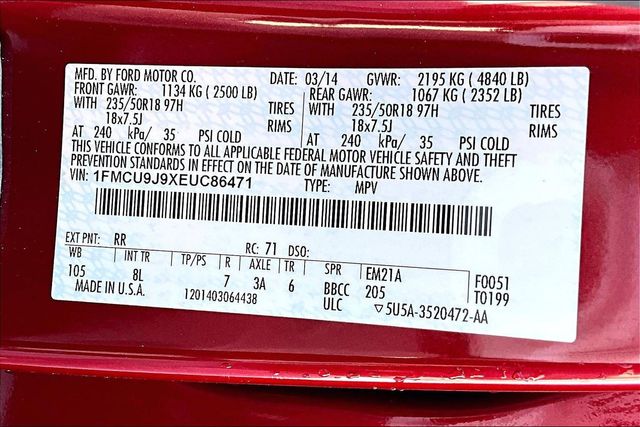 MFD. BY FORD MOTOR CO. DATE: 03/14 GVWR: 2195 KG ( 4840 LB)
FRONT GAWR: 1134 KG ( 2500 LB) REAR GAWR: 1067 KG ( 2352 LB)
WITH 235/50R18 97H TIRES WITH 235/50R18 97H TIRES
18x7.5J RIMS 18x7.5J RIMS
AT 240 kPa/ 35 PSI COLD AT 240 kPa/ 35 PSI COLD
THIS VEHICLE CONFORMS TO ALL APPLICABLE FEDERAL MOTOR VEHICLE SAFETY AND THEFT
PREVENTION STANDARDS IN EFFECT ON THE DATE OF MANUFACTURE SHOWN ABOVE.
VIN: 1FMCU9J9XEUC86471 TYPE: MPV
EXT PNT: RR RC: 71 DSO:
WB INT TR TP/PS R AXLE TR SPR EM21A F0051
105 8L 7 3A 6 BBCC 205 T0199
MADE IN U.S.A. 1201403064438 ULC ▽5U5A-3520472-AA